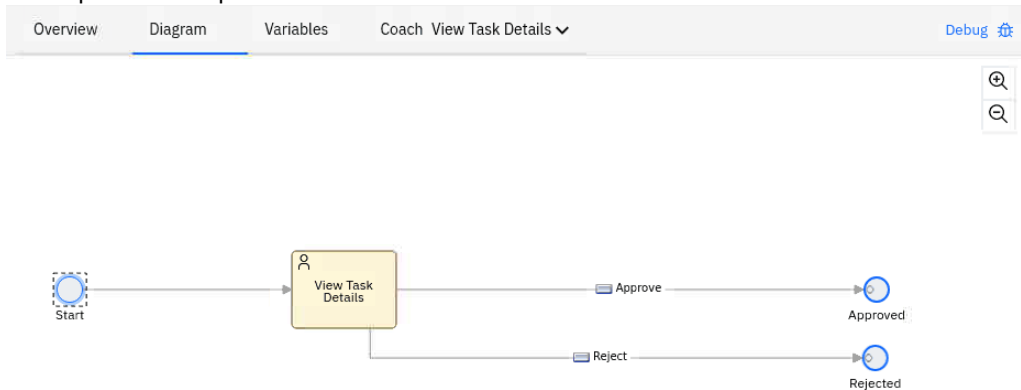 Overview Diagram Variables Coach View Task Details Debug
View Task
Details
Approve
Start
Approved
Reject
Rejected